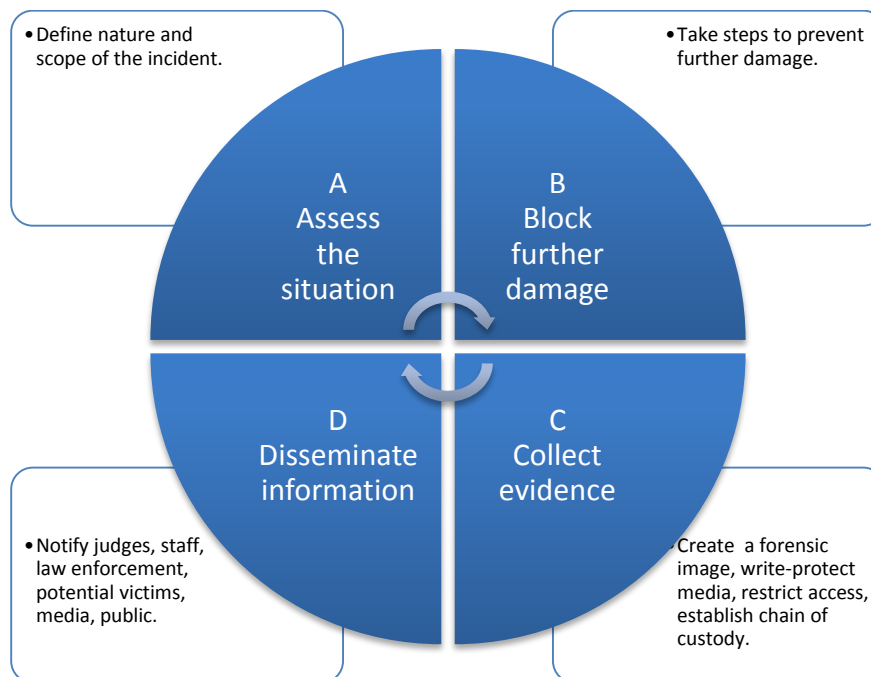 •Define nature and
scope of the incident.
•Take steps to prevent
further damage.
A
Assess
the
situation
B
Block
further
damage
D
Disseminate
information
C
Collect
evidence
•Notify judges, staff,
law enforcement,
potential victims,
media, public.
•Create a forensic
image, write-protect
media, restrict access,
establish chain of
custody.